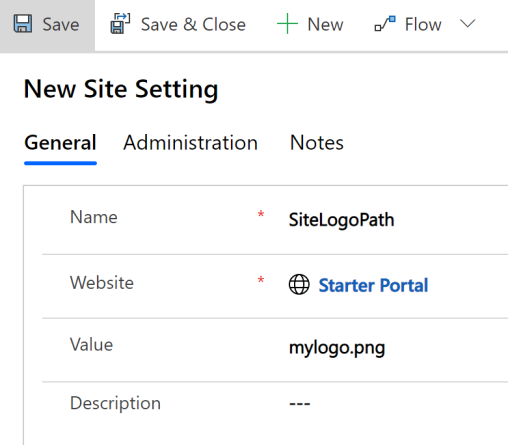 Save Save & Close New Flow
New Site Setting
General Administration Notes
Name * SiteLogoPath
Website * Starter Portal
Value mylogo.png
Description ---